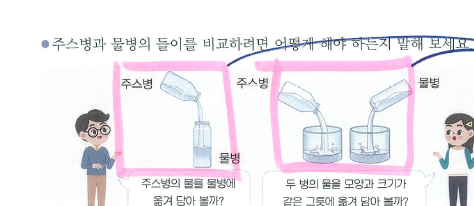 주스병과 물병의 들이를 비교하려면 어떻게 해야 하는지 말해 보세요
주스병
물병
주스병
물병
주스병의 물을 물병에
옮겨 담아 볼까?
두 병의 물을 모양과 크기가
같은 그릇에 옮겨 담아 볼까?